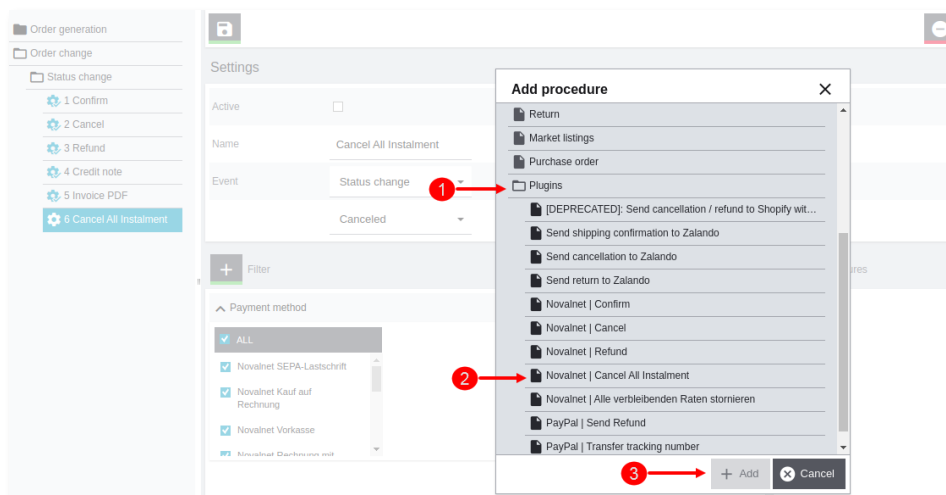 Order generation
Order change
Status change
1 Confirm
2 Cancel
3 Refund
4 Credit note
5 Invoice PDF
6 Cancel All Instalment
Settings
Active
Name
Cancel All Instalment
Event
Status change
Canceled
Filter
Payment method
ALL
Novalnet SEPA-Lastschrift
Novalnet Kauf auf
Rechnung
Novalnet Vorkasse
Novalnet Rechnung mit
Add procedure
Return
Market listings
Purchase order
1
Plugins
[DEPRECATED]: Send cancellation / refund to Shopify wit...
Send shipping confirmation to Zalando
Send cancellation to Zalando
Send return to Zalando
Novalnet | Confirm
Novalnet | Cancel
Novalnet | Refund
2
Novalnet | Cancel All Instalment
Novalnet | Alle verbleibenden Raten stornieren
PayPal | Send Refund
PayPal | Transfer tracking number
3
Add
Cancel